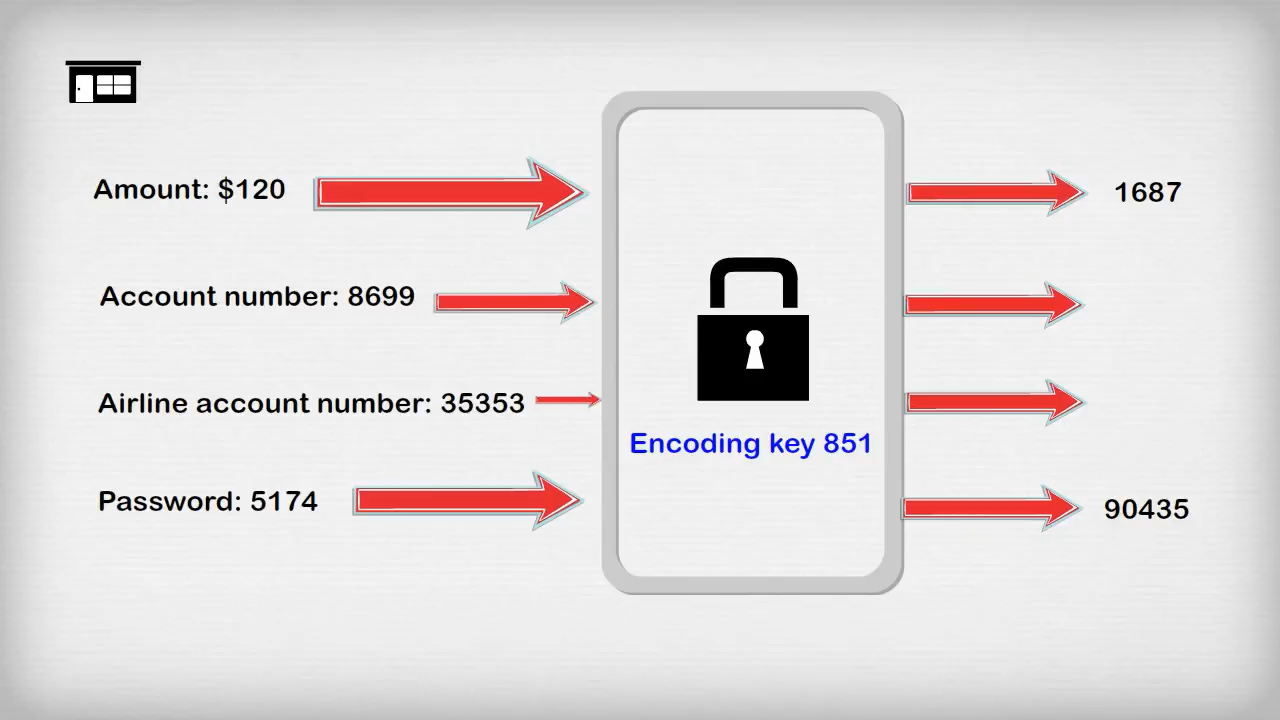 Amount: $120
1687
Account number: 8699
Airline account number: 35353
Encoding key 851
Password: 5174
90435